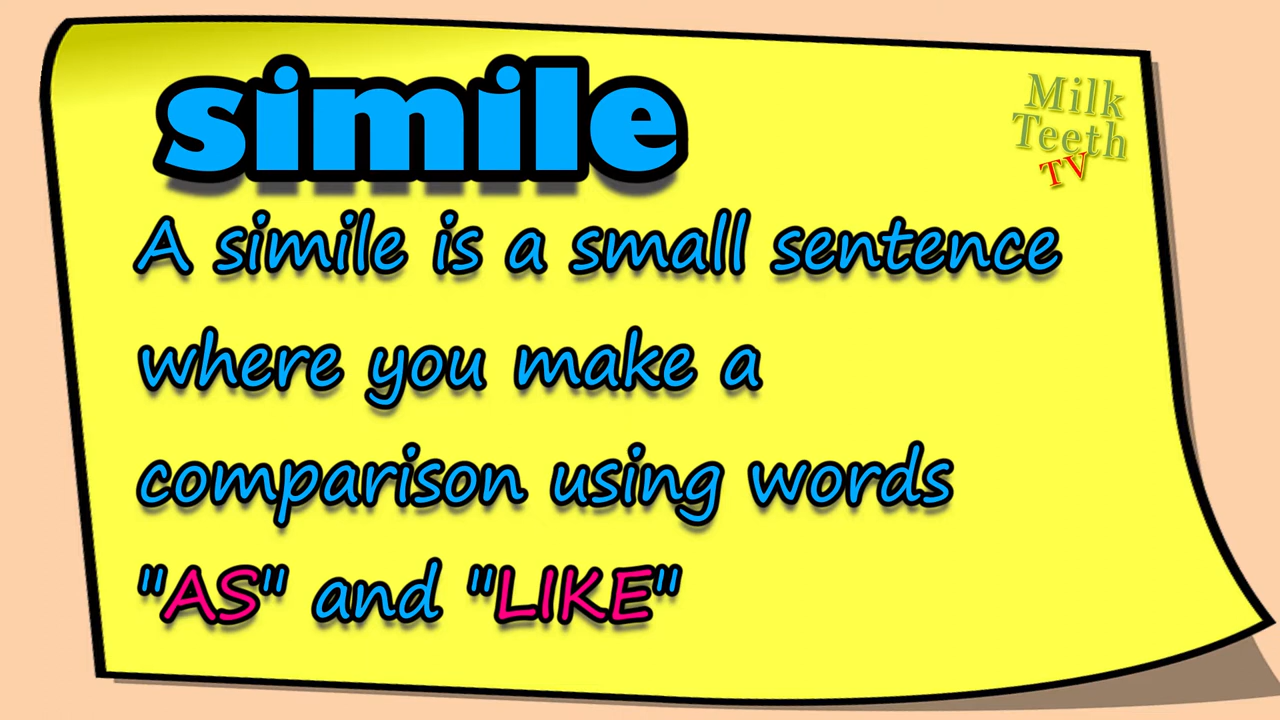 simile
Milk
Teeth
TV
A simile is a small sentence
where you make a
comparison using words
"AS" and "LIKE"